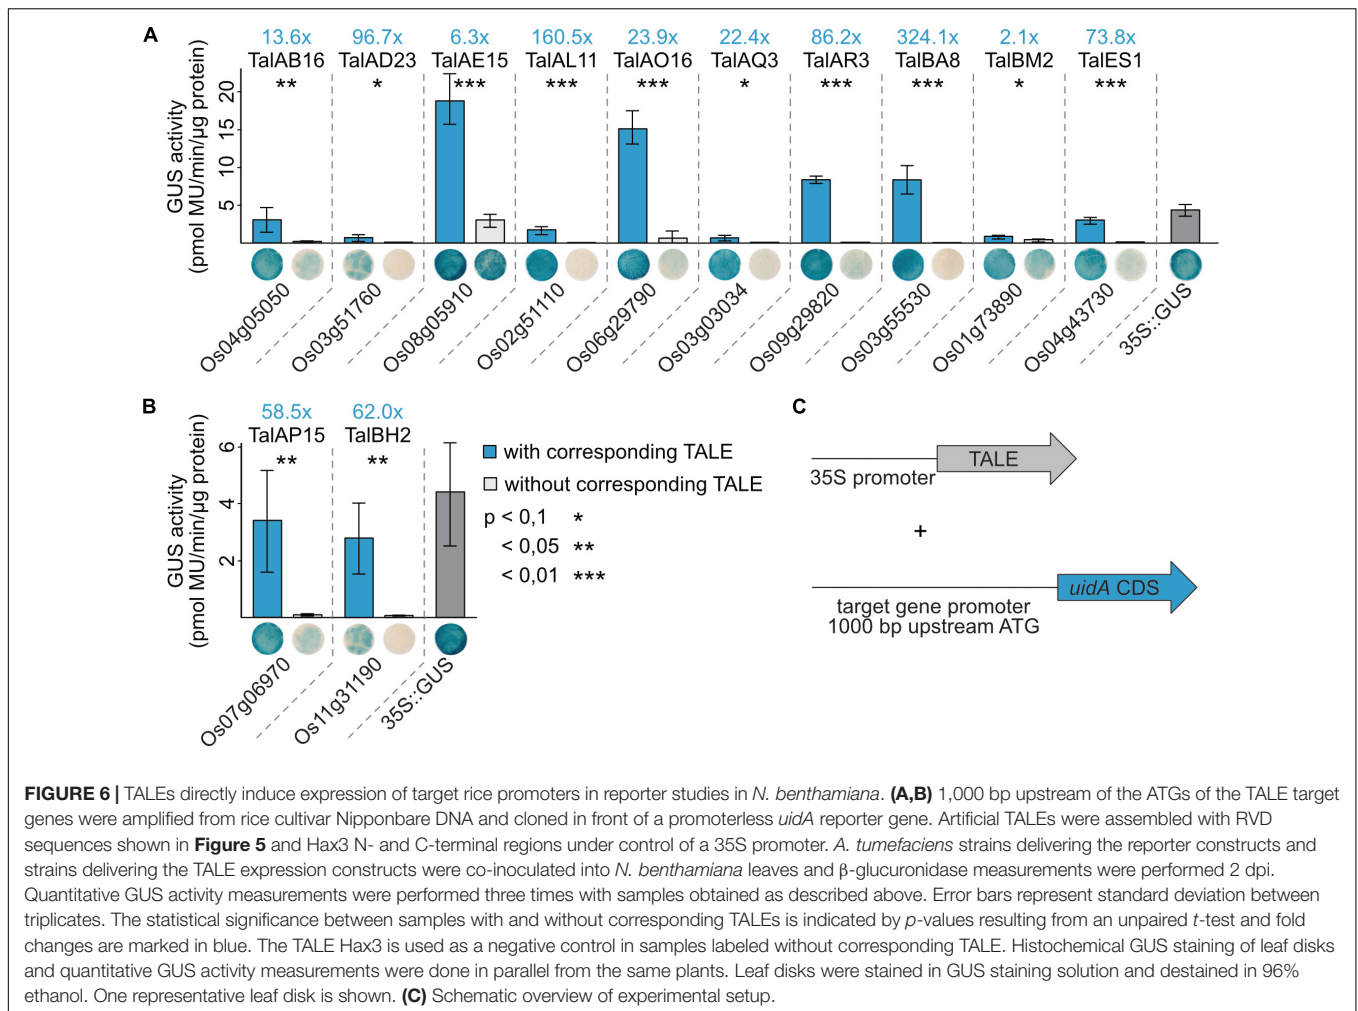 A
13.6x 96.7x 6.3x 160.5x 23.9x 22.4x 86.2x 324.1x 2.1x 73.8x
TalAB16 TalAD23 TalAE15 TalAL11 TalAO16 TalAQ3 TalAR3 TalBA8 TalBM2 TalES1
** * *** *** *** * *** *** * ***
GUS activity
(pmol MU/min/µg protein)
20
15
10
5
Os04g05050 Os03g51760 Os08g05910 Os02g51110 Os06g29790 Os03g03034 Os09g29820 Os03g55530 Os01g73890 Os04g43730 35S::GUS
B
58.5x 62.0x
TalAP15 TalBH2
** **
GUS activity
(pmol MU/min/µg protein)
6
4
2
Os07g06970 Os11g31190 35S::GUS
with corresponding TALE
without corresponding TALE
p < 0,1 *
< 0,05 **
< 0,01 ***
C
TALE
35S promoter
+
uidA CDS
target gene promoter
1000 bp upstream ATG
FIGURE 6 | TALEs directly induce expression of target rice promoters in reporter studies in N. benthamiana. (A,B) 1,000 bp upstream of the ATGs of the TALE target
genes were amplified from rice cultivar Nipponbare DNA and cloned in front of a promoterless uidA reporter gene. Artificial TALEs were assembled with RVD
sequences shown in Figure 5 and Hax3 N- and C-terminal regions under control of a 35S promoter. A. tumefaciens strains delivering the reporter constructs and
strains delivering the TALE expression constructs were co-inoculated into N. benthamiana leaves and β-glucuronidase measurements were performed 2 dpi.
Quantitative GUS activity measurements were performed three times with samples obtained as described above. Error bars represent standard deviation between
triplicates. The statistical significance between samples with and without corresponding TALEs is indicated by p-values resulting from an unpaired t-test and fold
changes are marked in blue. The TALE Hax3 is used as a negative control in samples labeled without corresponding TALE. Histochemical GUS staining of leaf disks
and quantitative GUS activity measurements were done in parallel from the same plants. Leaf disks were stained in GUS staining solution and destained in 96%
ethanol. One representative leaf disk is shown. (C) Schematic overview of experimental setup.